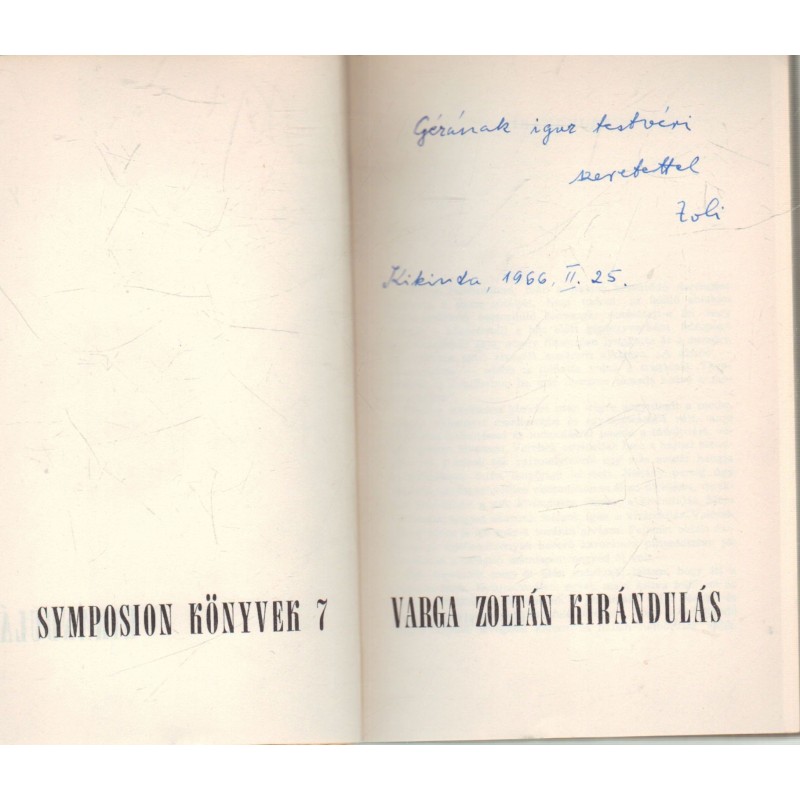 Gézának igaz testvéri
szeretettel
Zoli
Kikinda, 1966. II. 25.
SYMPOSION KÖNYVEK 7
VARGA ZOLTÁN KIRÁNDULÁS